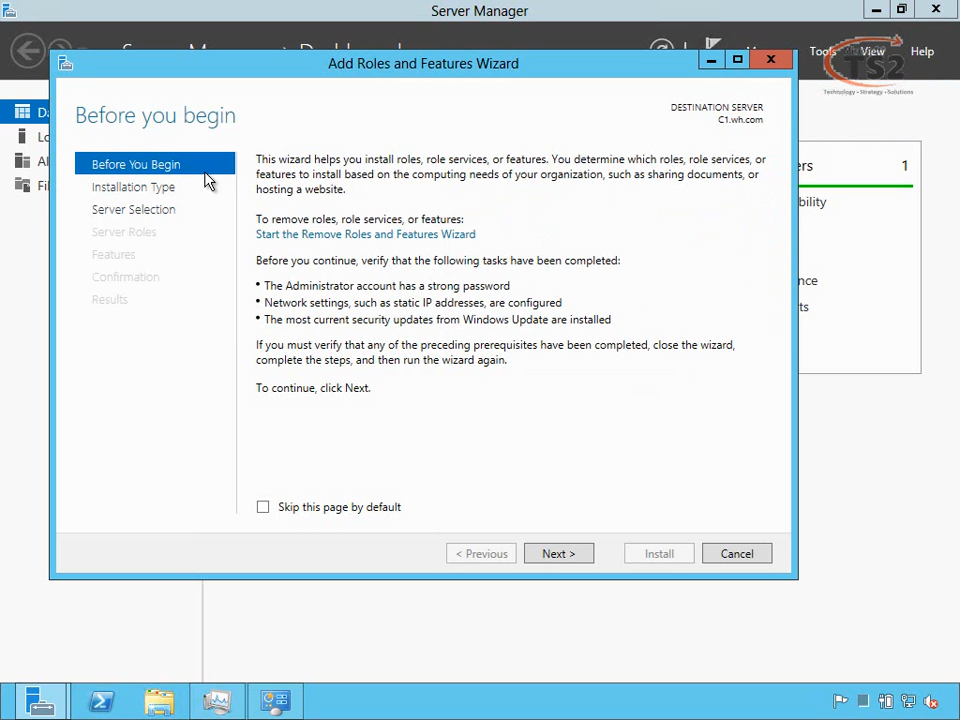 Server Manager
Tools
View
Help
TS2
Technology • Strategy • Solutions
Add Roles and Features Wizard
Before you begin
DESTINATION SERVER
C1.wh.com
Before You Begin
Installation Type
Server Selection
Server Roles
Features
Confirmation
Results
This wizard helps you install roles, role services, or features. You determine which roles, role services, or
features to install based on the computing needs of your organization, such as sharing documents, or
hosting a website.
To remove roles, role services, or features:
Start the Remove Roles and Features Wizard
Before you continue, verify that the following tasks have been completed:
• The Administrator account has a strong password
• Network settings, such as static IP addresses, are configured
• The most current security updates from Windows Update are installed
If you must verify that any of the preceding prerequisites have been completed, close the wizard,
complete the steps, and then run the wizard again.
To continue, click Next.
Skip this page by default
< Previous
Next >
Install
Cancel
1